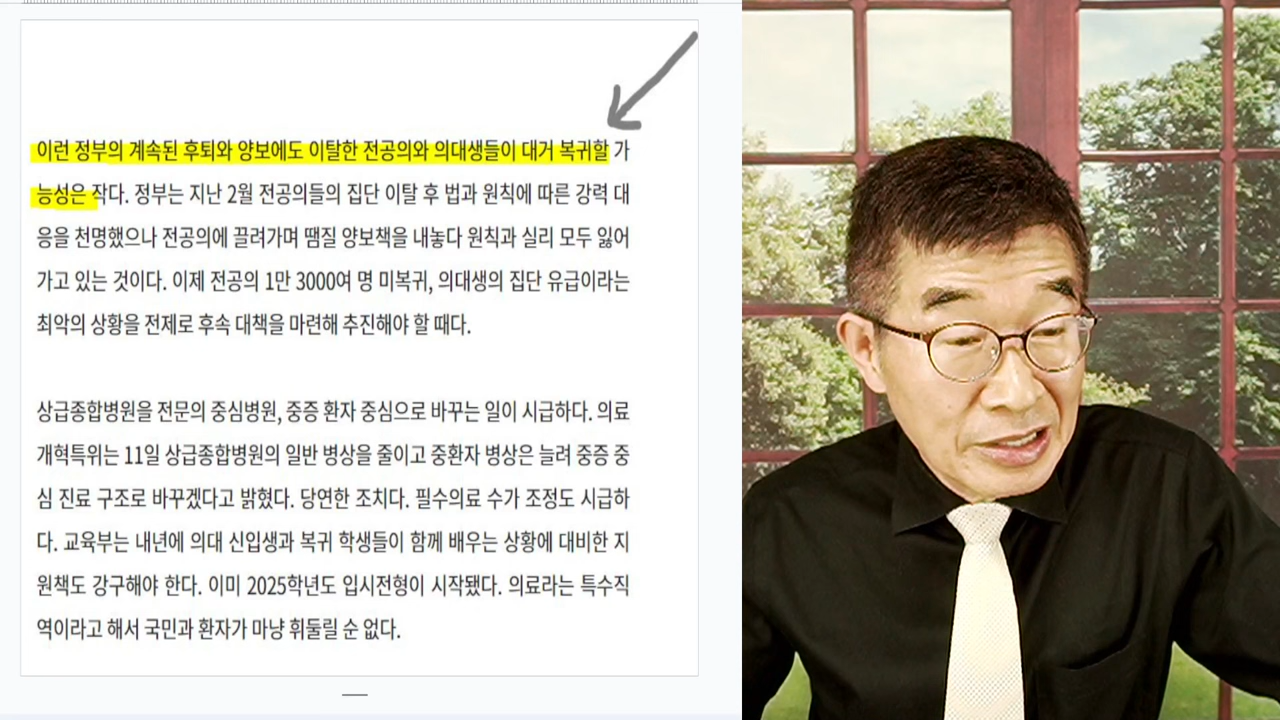 이런 정부의 계속된 후퇴와 양보에도 이탈한 전공의와 의대생들이 대거 복귀할 가
능성은 작다. 정부는 지난 2월 전공의들의 집단 이탈 후 법과 원칙에 따른 강력 대
응을 천명했으나 전공의에 끌려가며 땜질 양보책을 내놓다 원칙과 실리 모두 잃어
가고 있는 것이다. 이제 전공의 1만 3000여 명 미복귀, 의대생의 집단 유급이라는
최악의 상황을 전제로 후속 대책을 마련해 추진해야 할 때다.
상급종합병원을 전문의 중심병원, 중증 환자 중심으로 바꾸는 일이 시급하다. 의료
개혁특위는 11일 상급종합병원의 일반 병상을 줄이고 중환자 병상은 늘려 중증 중
심 진료 구조로 바꾸겠다고 밝혔다. 당연한 조치다. 필수의료 수가 조정도 시급하
다. 교육부는 내년에 의대 신입생과 복귀 학생들이 함께 배우는 상황에 대비한 지
원책도 강구해야 한다. 이미 2025학년도 입시전형이 시작됐다. 의료라는 특수직
역이라고 해서 국민과 환자가 마냥 휘둘릴 순 없다.